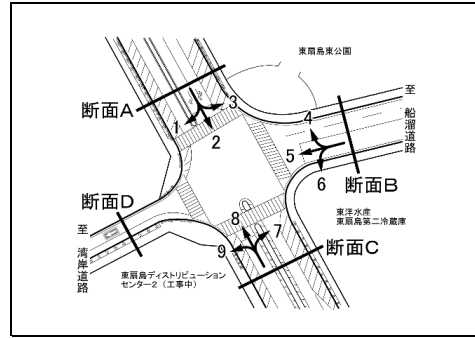 東扇島東公園
断面A
至
船溜道路
1
2
3
4
5
6
断面B
東洋水産
東扇島第二冷蔵庫
断面D
至
湾岸道路
7
8
9
断面C
東扇島ディストリビューション
センター2（工事中）